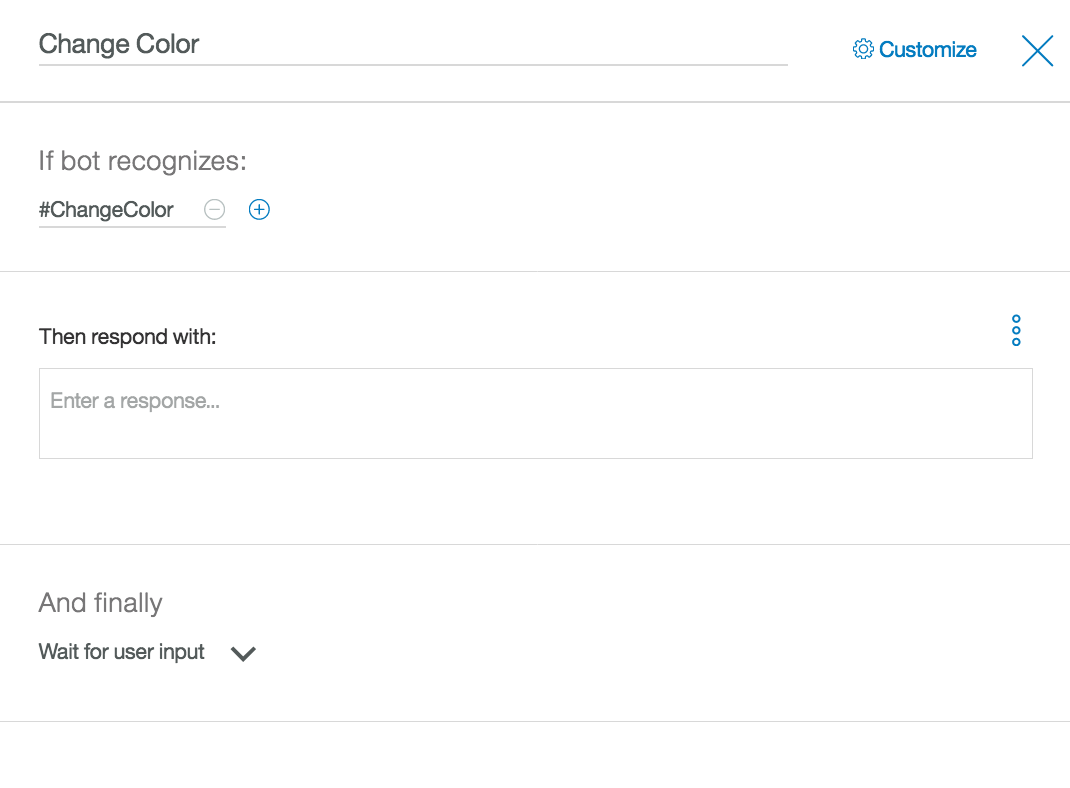 Change Color
Customize
If bot recognizes:
#ChangeColor
Then respond with:
Enter a response...
And finally
Wait for user input